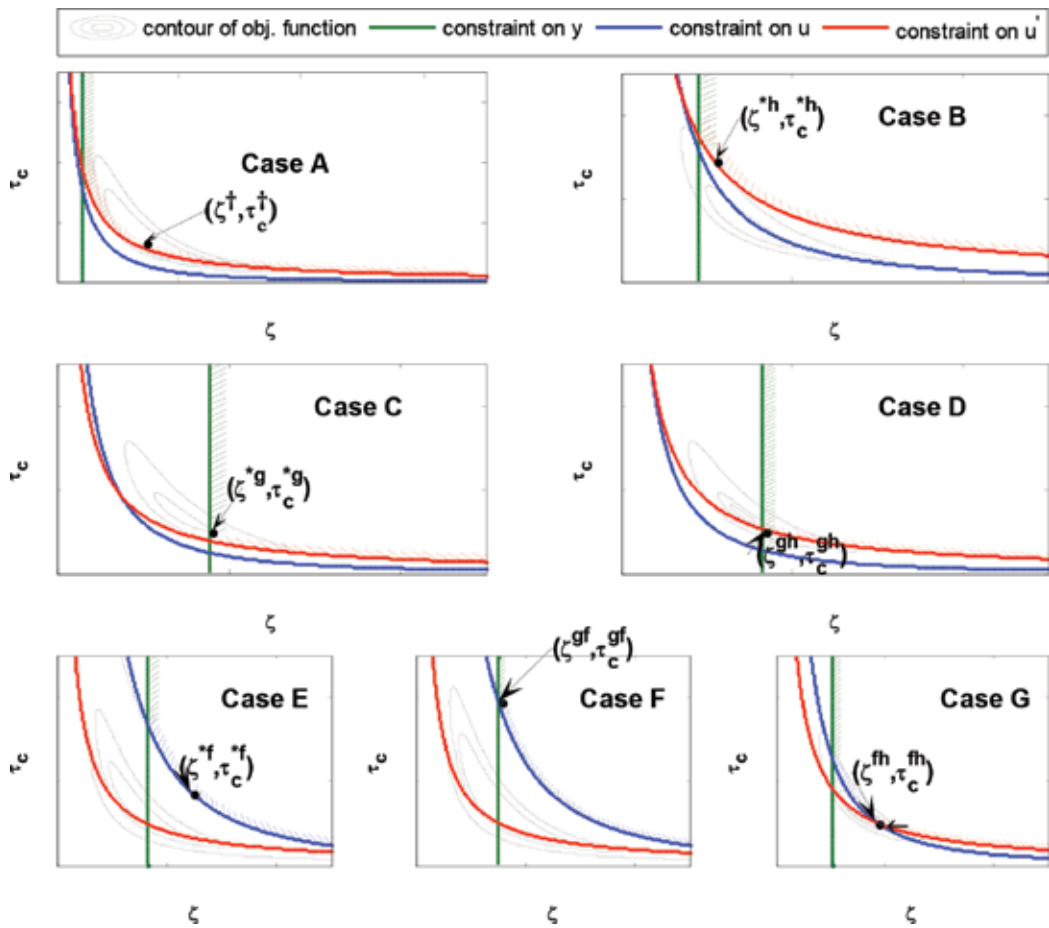 contour of obj. function constraint on y constraint on u constraint on u'
Case A
(ζ†,τc†)
τc
ζ
Case B
(ζ*h,τc*h)
τc
ζ
Case C
(ζ*g,τc*g)
τc
ζ
Case D
(ζgh,τcgh)
τc
ζ
Case E
(ζ*f,τc*f)
τc
ζ
Case F
(ζgf,τcgf)
τc
ζ
Case G
(ζfh,τcfh)
τc
ζ